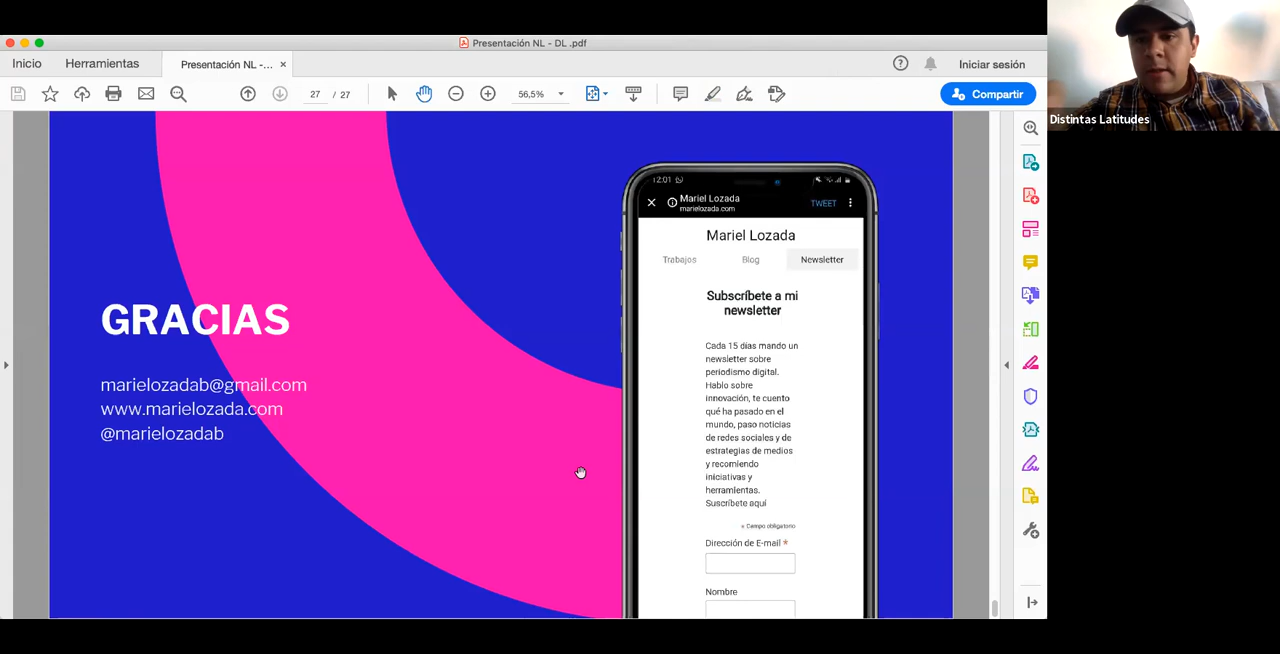 Presentación NL - DL .pdf
Inicio
Herramientas
Presentación NL -...
Iniciar sesión
27 / 27
56,5%
Compartir
Distintas Latitudes
12:01
Mariel Lozada
marielozada.com
TWEET
Mariel Lozada
Trabajos
Blog
Newsletter
Subscríbete a mi
newsletter
Cada 15 días mando un
newsletter sobre
periodismo digital.
Hablo sobre
innovación, te cuento
qué ha pasado en el
mundo, paso noticias
de redes sociales y de
estrategias de medios
y recomiendo
iniciativas y
herramientas.
Suscríbete aquí
* Campo obligatorio
Dirección de E-mail *
Nombre
GRACIAS
marielozadab@gmail.com
www.marielozada.com
@marielozadab